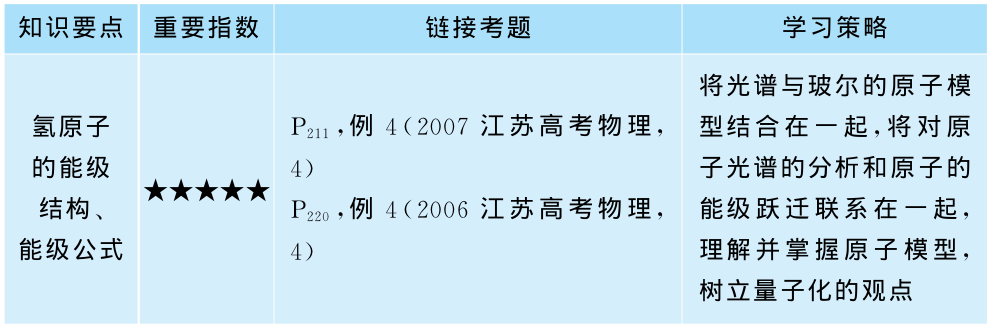 知识要点
重要指数
链接考题
学习策略
氢原子
的能级
结构、
能级公式
★★★★★
P211,例 4(2007 江苏高考物理,
4)
P220,例 4(2006 江苏高考物理,
4)
将光谱与玻尔的原子模
型结合在一起,将对原
子光谱的分析和原子的
能级跃迁联系在一起,
理解并掌握原子模型,
树立量子化的观点